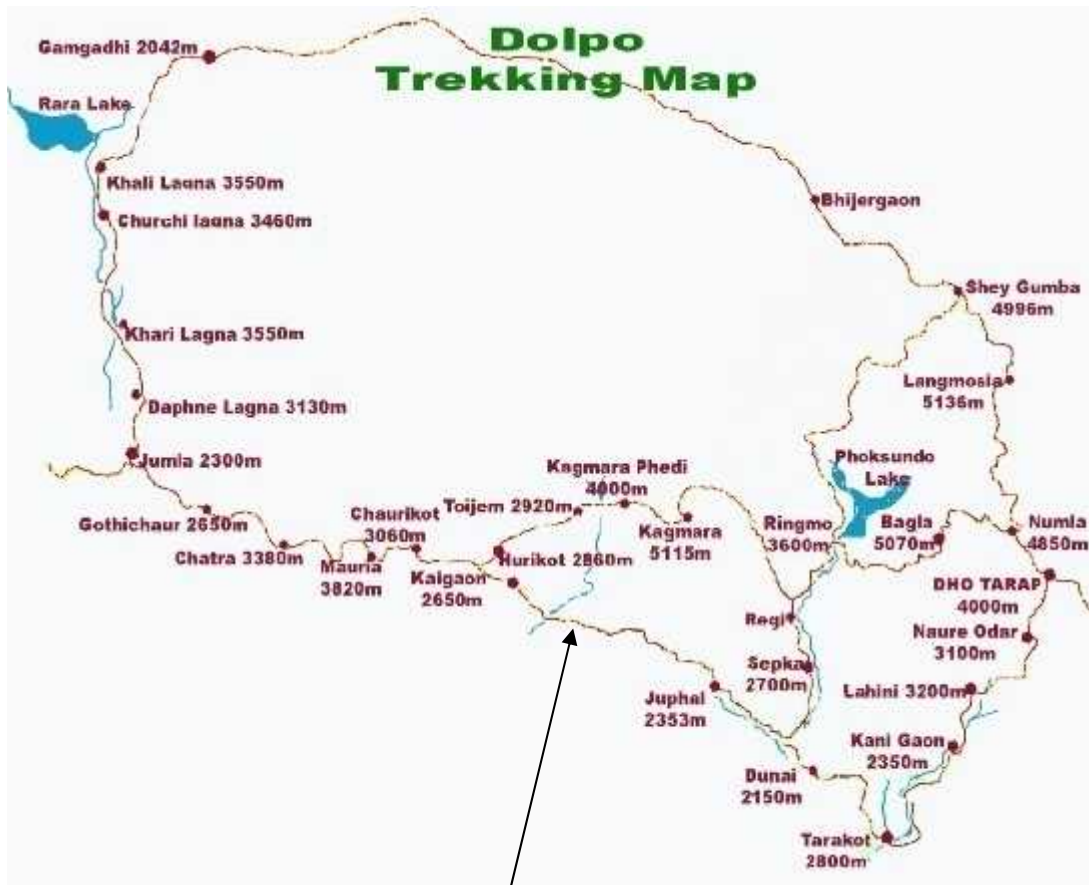 Dolpo
Trekking Map
Gamgadhi 2042m
Rara Lake
Khali Lagna 3550m
Churchi lagna 3460m
Bhijergaon
Shey Gumba
4996m
Khari Lagna 3550m
Langmosia
5136m
Daphne Lagna 3130m
Jumla 2300m
Phoksundo
Lake
Kagmara Phedi
4000m
Toijem 2920m
Gothichaur 2650m
Chaurikot
3060m
Kagmara
5115m
Ringmo
3600m
Bagla
5070m
Numla
4850m
Chatra 3380m
Mauria
3820m
Hurikot 2860m
Kaigaon
2650m
DHO TARAP
4000m
Regi
Naure Odar
3100m
Sepka
2700m
Lahini 3200m
Juphal
2353m
Kani Gaon
2350m
Dunai
2150m
Tarakot
2800m